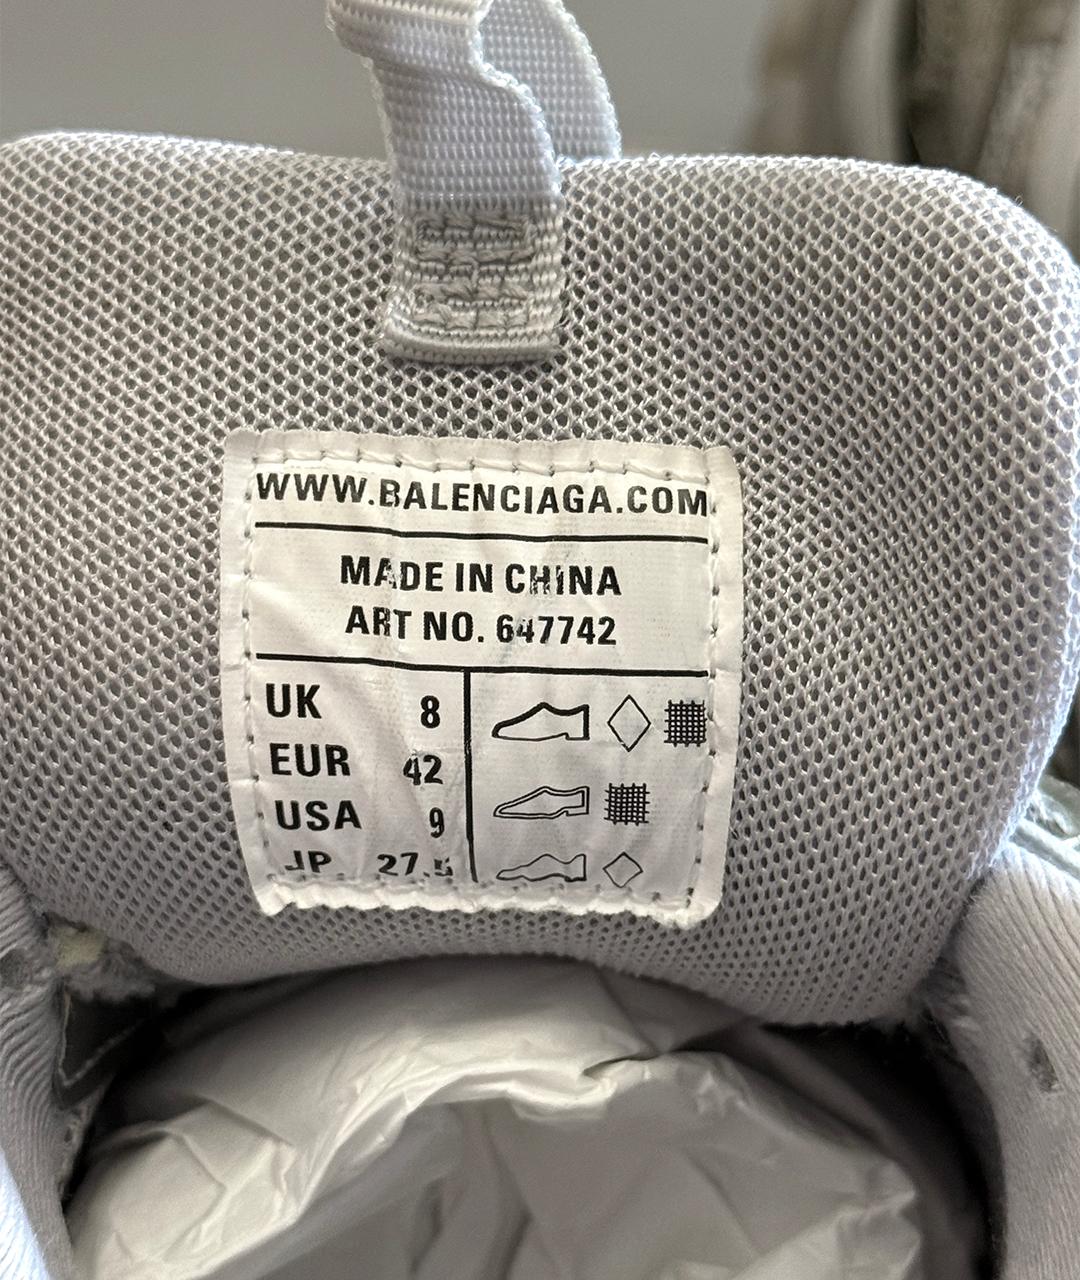 WWW.BALENCIAGA.COM
MADE IN CHINA
ART NO. 647742
UK 8
EUR 42
USA 9
JP 27.5